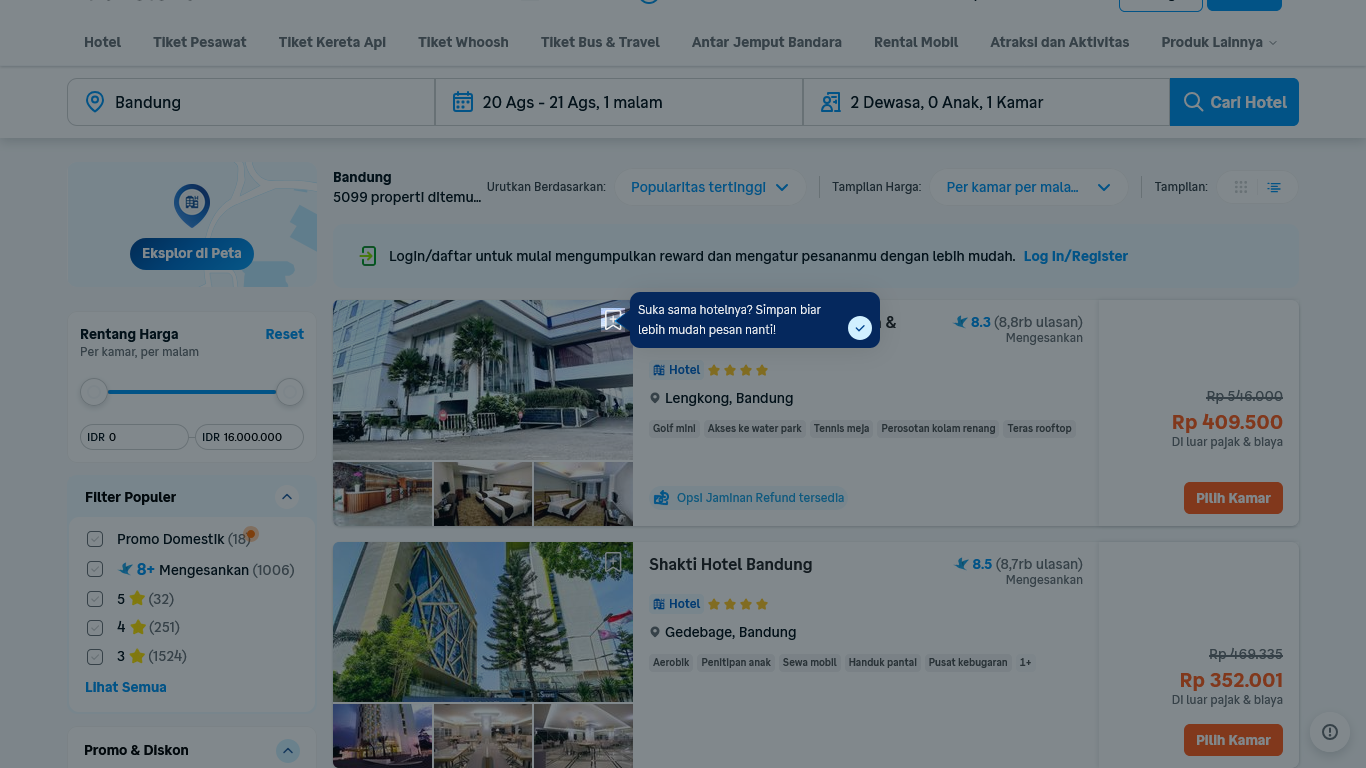 Hotel
Tiket Pesawat
Tiket Kereta Api
Tiket Whoosh
Tiket Bus & Travel
Antar Jemput Bandara
Rental Mobil
Atraksi dan Aktivitas
Produk Lainnya
Bandung
20 Ags - 21 Ags, 1 malam
2 Dewasa, 0 Anak, 1 Kamar
Cari Hotel
Eksplor di Peta
Rentang Harga
Reset
Per kamar, per malam
IDR 0
IDR 16.000.000
Filter Populer
Promo Domestik (18)
8+ Mengesankan (1006)
5 (32)
4 (251)
3 (1524)
Lihat Semua
Promo & Diskon
Bandung
5099 properti ditemu...
Urutkan Berdasarkan:
Popularitas tertinggi
Tampilan Harga:
Per kamar per mala...
Tampilan:
Login/daftar untuk mulai mengumpulkan reward dan mengatur pesananmu dengan lebih mudah. Log In/Register
Suka sama hotelnya? Simpan biar
lebih mudah pesan nanti!
&
8.3 (8,8rb ulasan)
Mengesankan
Hotel
Lengkong, Bandung
Golf mini
Akses ke water park
Tennis meja
Perosotan kolam renang
Teras rooftop
Opsi Jaminan Refund tersedia
Rp 546.000
Rp 409.500
Di luar pajak & biaya
Pilih Kamar
Shakti Hotel Bandung
8.5 (8,7rb ulasan)
Mengesankan
Hotel
Gedebage, Bandung
Aerobik
Penitipan anak
Sewa mobil
Handuk pantai
Pusat kebugaran
1+
Rp 469.335
Rp 352.001
Di luar pajak & biaya
Pilih Kamar